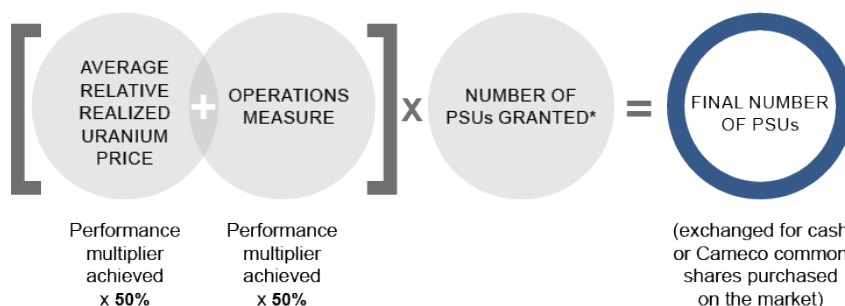 AVERAGE
RELATIVE
REALIZED
URANIUM
PRICE
+
OPERATIONS
MEASURE
x
NUMBER OF
PSUs GRANTED*
=
FINAL NUMBER
OF PSUs
Performance
multiplier
achieved
x 50%
Performance
multiplier
achieved
x 50%
(exchanged for cash
or Cameco common
shares purchased
on the market)